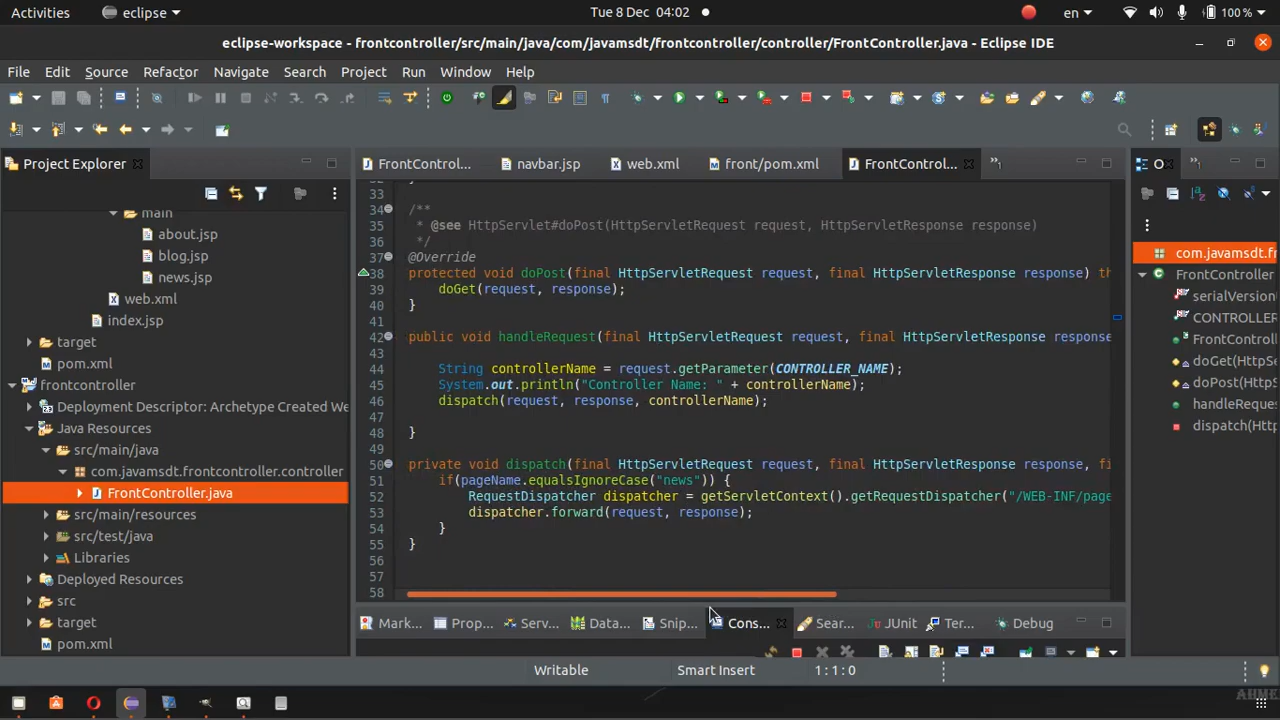 Activities eclipse Tue 8 Dec 04:02 en 100 %
eclipse-workspace - frontcontroller/src/main/java/com/javamsdt/frontcontroller/controller/FrontController.java - Eclipse IDE
File Edit Source Refactor Navigate Search Project Run Window Help
Project Explorer
FrontControl... navbar.jsp web.xml front/pom.xml FrontControl...
O
main
about.jsp
blog.jsp
news.jsp
web.xml
index.jsp
target
pom.xml
frontcontroller
Deployment Descriptor: Archetype Created We
Java Resources
src/main/java
com.javamsdt.frontcontroller.controller
FrontController.java
src/main/resources
src/test/java
Libraries
Deployed Resources
src
target
pom.xml
33
34 /**
35 * @see HttpServlet#doPost(HttpServletRequest request, HttpServletResponse response)
36 */
37 @Override
38 protected void doPost(final HttpServletRequest request, final HttpServletResponse response) th
39 doGet(request, response);
40 }
41
42 public void handleRequest(final HttpServletRequest request, final HttpServletResponse response
43
44 String controllerName = request.getParameter(CONTROLLER_NAME);
45 System.out.println("Controller Name: " + controllerName);
46 dispatch(request, response, controllerName);
47
48 }
49
50 private void dispatch(final HttpServletRequest request, final HttpServletResponse response, fi
51 if(pageName.equalsIgnoreCase("news")) {
52 RequestDispatcher dispatcher = getServletContext().getRequestDispatcher("/WEB-INF/page
53 dispatcher.forward(request, response);
54 }
55 }
56
57
58
com.javamsdt.fr
FrontController
serialVersion
CONTROLLER
FrontControl
doGet(HttpS
doPost(Http
handleReque
dispatch(Htt
Mark... Prop... Serv... Data... Snip... Cons... Sear... JUnit Ter... Debug
Writable Smart Insert 1 : 1 : 0